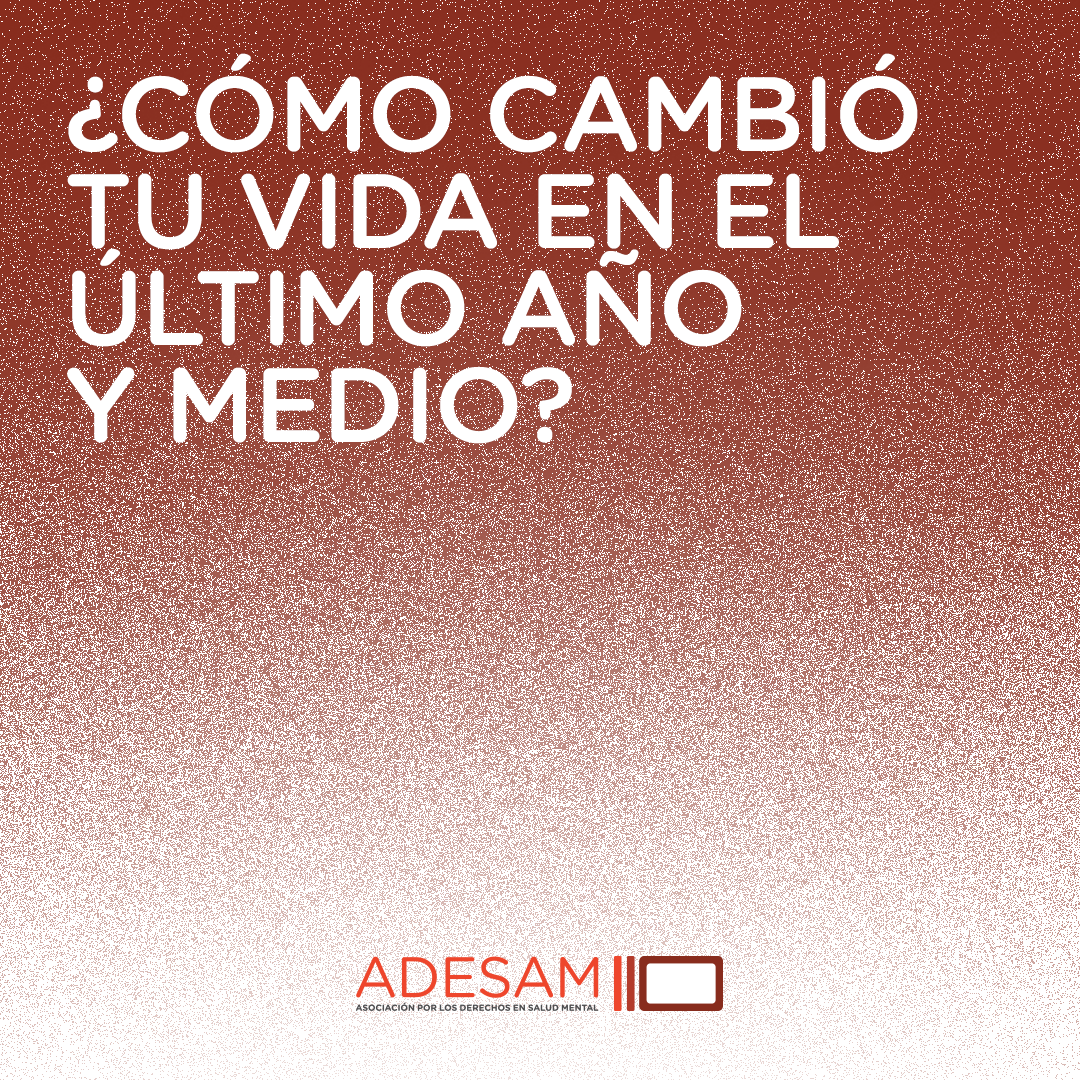 ¿CÓMO CAMBIÓ
TU VIDA EN EL
ÚLTIMO AÑO
Y MEDIO?
ADESAM
ASOCIACIÓN POR LOS DERECHOS EN SALUD MENTAL